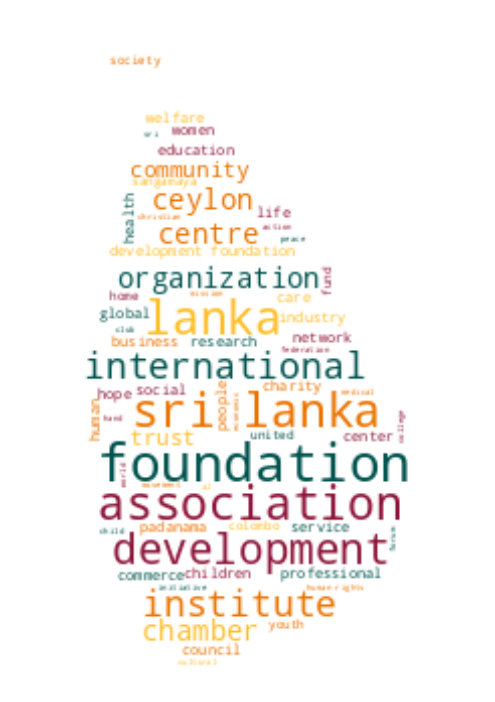 society
welfare
sri women
education
community
sangamaya
ceylon
health
christian life
centre action
peace
development foundation
organization fund
home mission care
global lanka industry
club
business research network
federation
international
hope social people charity medical
human hand sri lanka economic college
trust united center
foundation
world
movement al
association
child padanama colombo service forum
development
commerce children professional
initiative human rights
institute
chamber youth
council
cultural